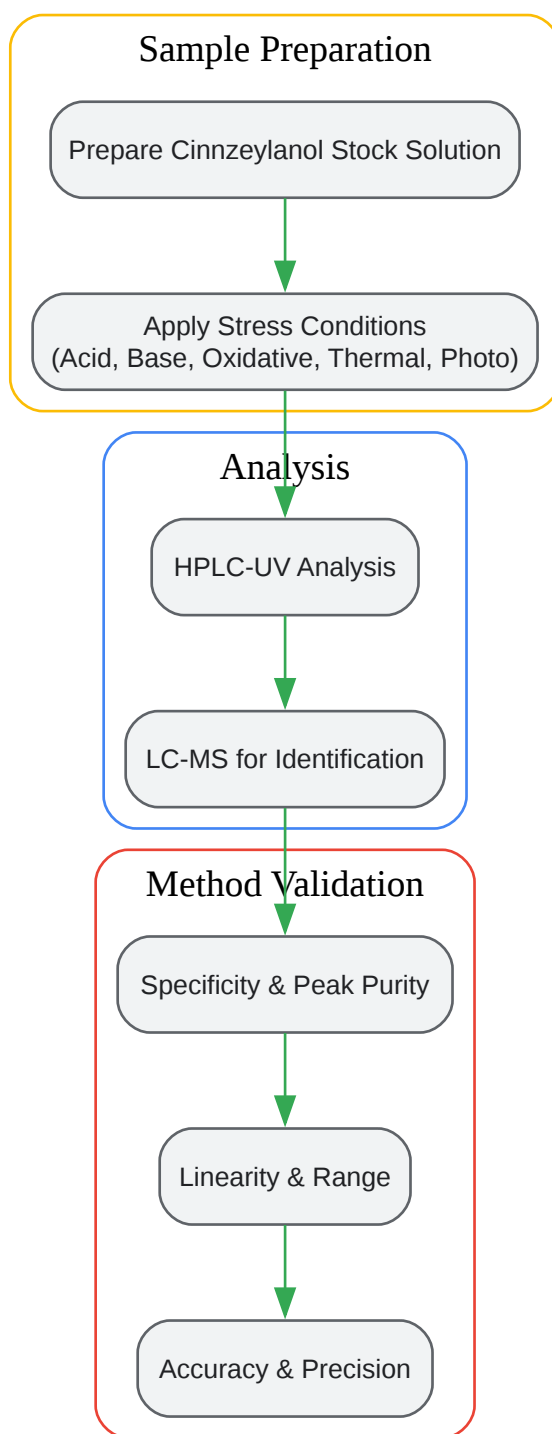 Sample Preparation
Prepare Cinnzeylanol Stock Solution
Apply Stress Conditions
(Acid, Base, Oxidative, Thermal, Photo)
Analysis
HPLC-UV Analysis
LC-MS for Identification
Method Validation
Specificity & Peak Purity
Linearity & Range
Accuracy & Precision